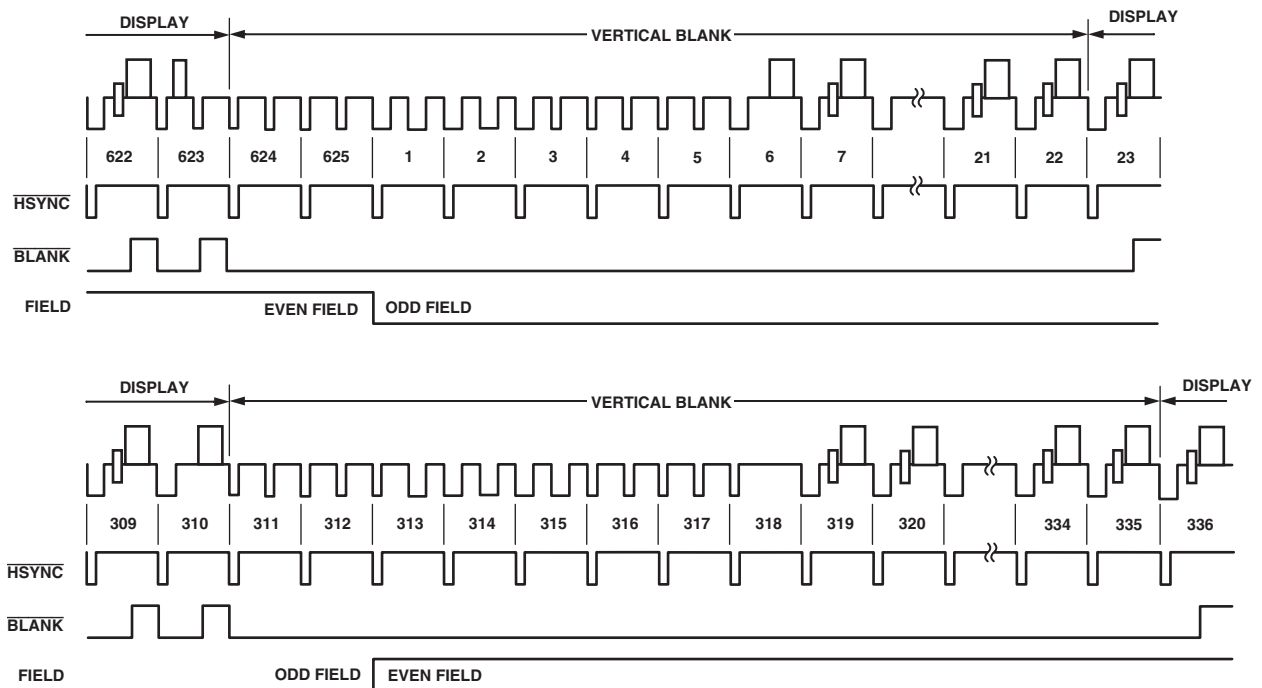 DISPLAY VERTICAL BLANK DISPLAY
622 623 624 625 1 2 3 4 5 6 7 21 22 23
HSYNC
BLANK
FIELD EVEN FIELD ODD FIELD
DISPLAY VERTICAL BLANK DISPLAY
309 310 311 312 313 314 315 316 317 318 319 320 334 335 336
HSYNC
BLANK
FIELD ODD FIELD EVEN FIELD